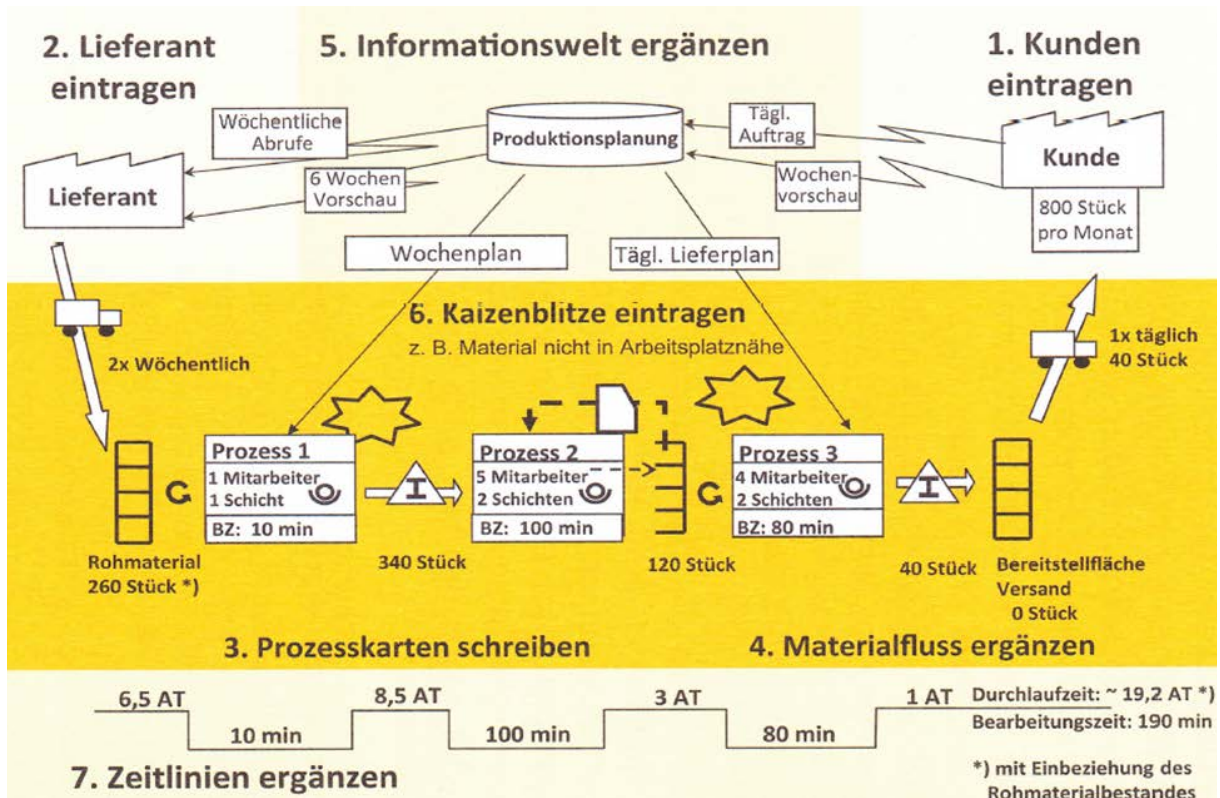 2. Lieferant
eintragen
5. Informationswelt ergänzen
1. Kunden
eintragen
Wöchentliche
Abrufe
Produktionsplanung
Tägl.
Auftrag
Kunde
Lieferant
6 Wochen
Vorschau
Wochen-
vorschau
800 Stück
pro Monat
Wochenplan
Tägl. Lieferplan
6. Kaizenblitze eintragen
z. B. Material nicht in Arbeitsplatznähe
2x Wöchentlich
1x täglich
40 Stück
Prozess 1
1 Mitarbeiter
1 Schicht
BZ: 10 min
I
Prozess 2
5 Mitarbeiter
2 Schichten
BZ: 100 min
Prozess 3
4 Mitarbeiter
2 Schichten
BZ: 80 min
I
Rohmaterial
260 Stück *)
340 Stück
120 Stück
40 Stück
Bereitstellfläche
Versand
0 Stück
3. Prozesskarten schreiben
4. Materialfluss ergänzen
6,5 AT
8,5 AT
3 AT
1 AT
Durchlaufzeit: ~ 19,2 AT *)
10 min
100 min
80 min
Bearbeitungszeit: 190 min
7. Zeitlinien ergänzen
*) mit Einbeziehung des
Rohmaterialbestandes